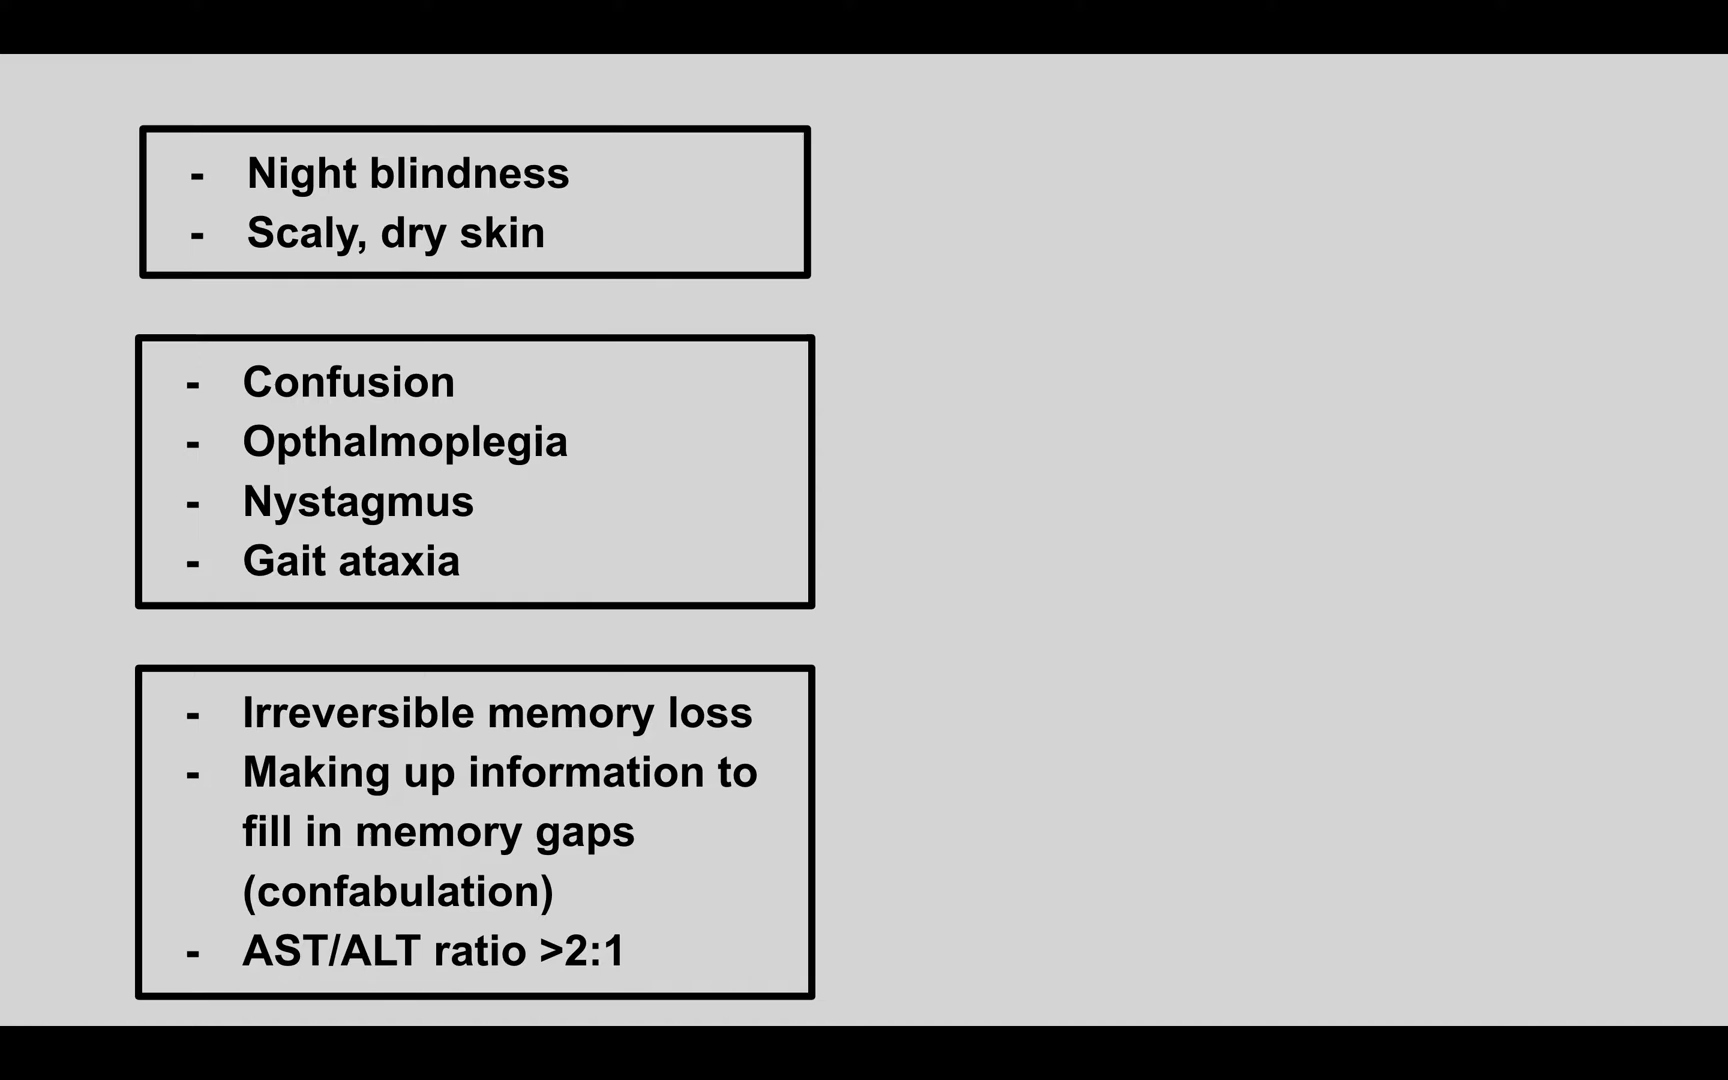 - Night blindness
- Scaly, dry skin
- Confusion
- Opthalmoplegia
- Nystagmus
- Gait ataxia
- Irreversible memory loss
- Making up information to
fill in memory gaps
(confabulation)
- AST/ALT ratio >2:1